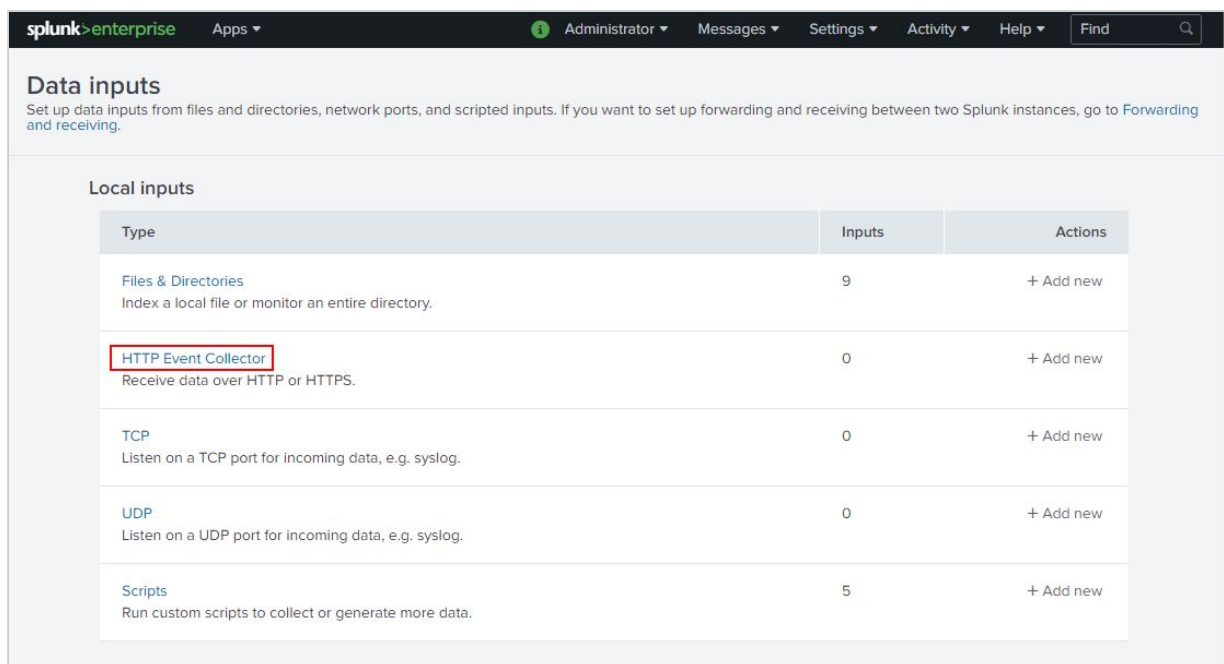 splunk>enterprise Apps ▾ i Administrator ▾ Messages ▾ Settings ▾ Activity ▾ Help ▾ Find
Data inputs
Set up data inputs from files and directories, network ports, and scripted inputs. If you want to set up forwarding and receiving between two Splunk instances, go to Forwarding
and receiving.
Local inputs
Type Inputs Actions
Files & Directories 9 + Add new
Index a local file or monitor an entire directory.
HTTP Event Collector 0 + Add new
Receive data over HTTP or HTTPS.
TCP 0 + Add new
Listen on a TCP port for incoming data, e.g. syslog.
UDP 0 + Add new
Listen on a UDP port for incoming data, e.g. syslog.
Scripts 5 + Add new
Run custom scripts to collect or generate more data.